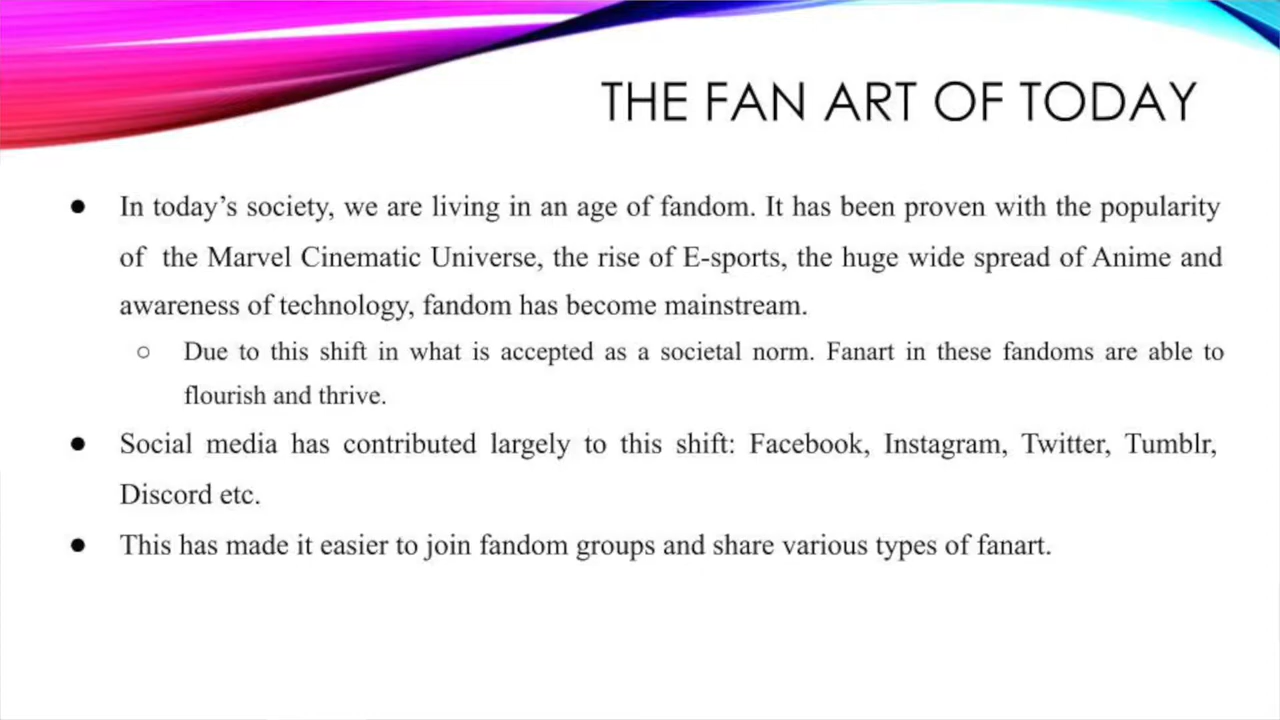 THE FAN ART OF TODAY
● In today’s society, we are living in an age of fandom. It has been proven with the popularity
of the Marvel Cinematic Universe, the rise of E-sports, the huge wide spread of Anime and
awareness of technology, fandom has become mainstream.
○ Due to this shift in what is accepted as a societal norm. Fanart in these fandoms are able to
flourish and thrive.
● Social media has contributed largely to this shift: Facebook, Instagram, Twitter, Tumblr,
Discord etc.
● This has made it easier to join fandom groups and share various types of fanart.